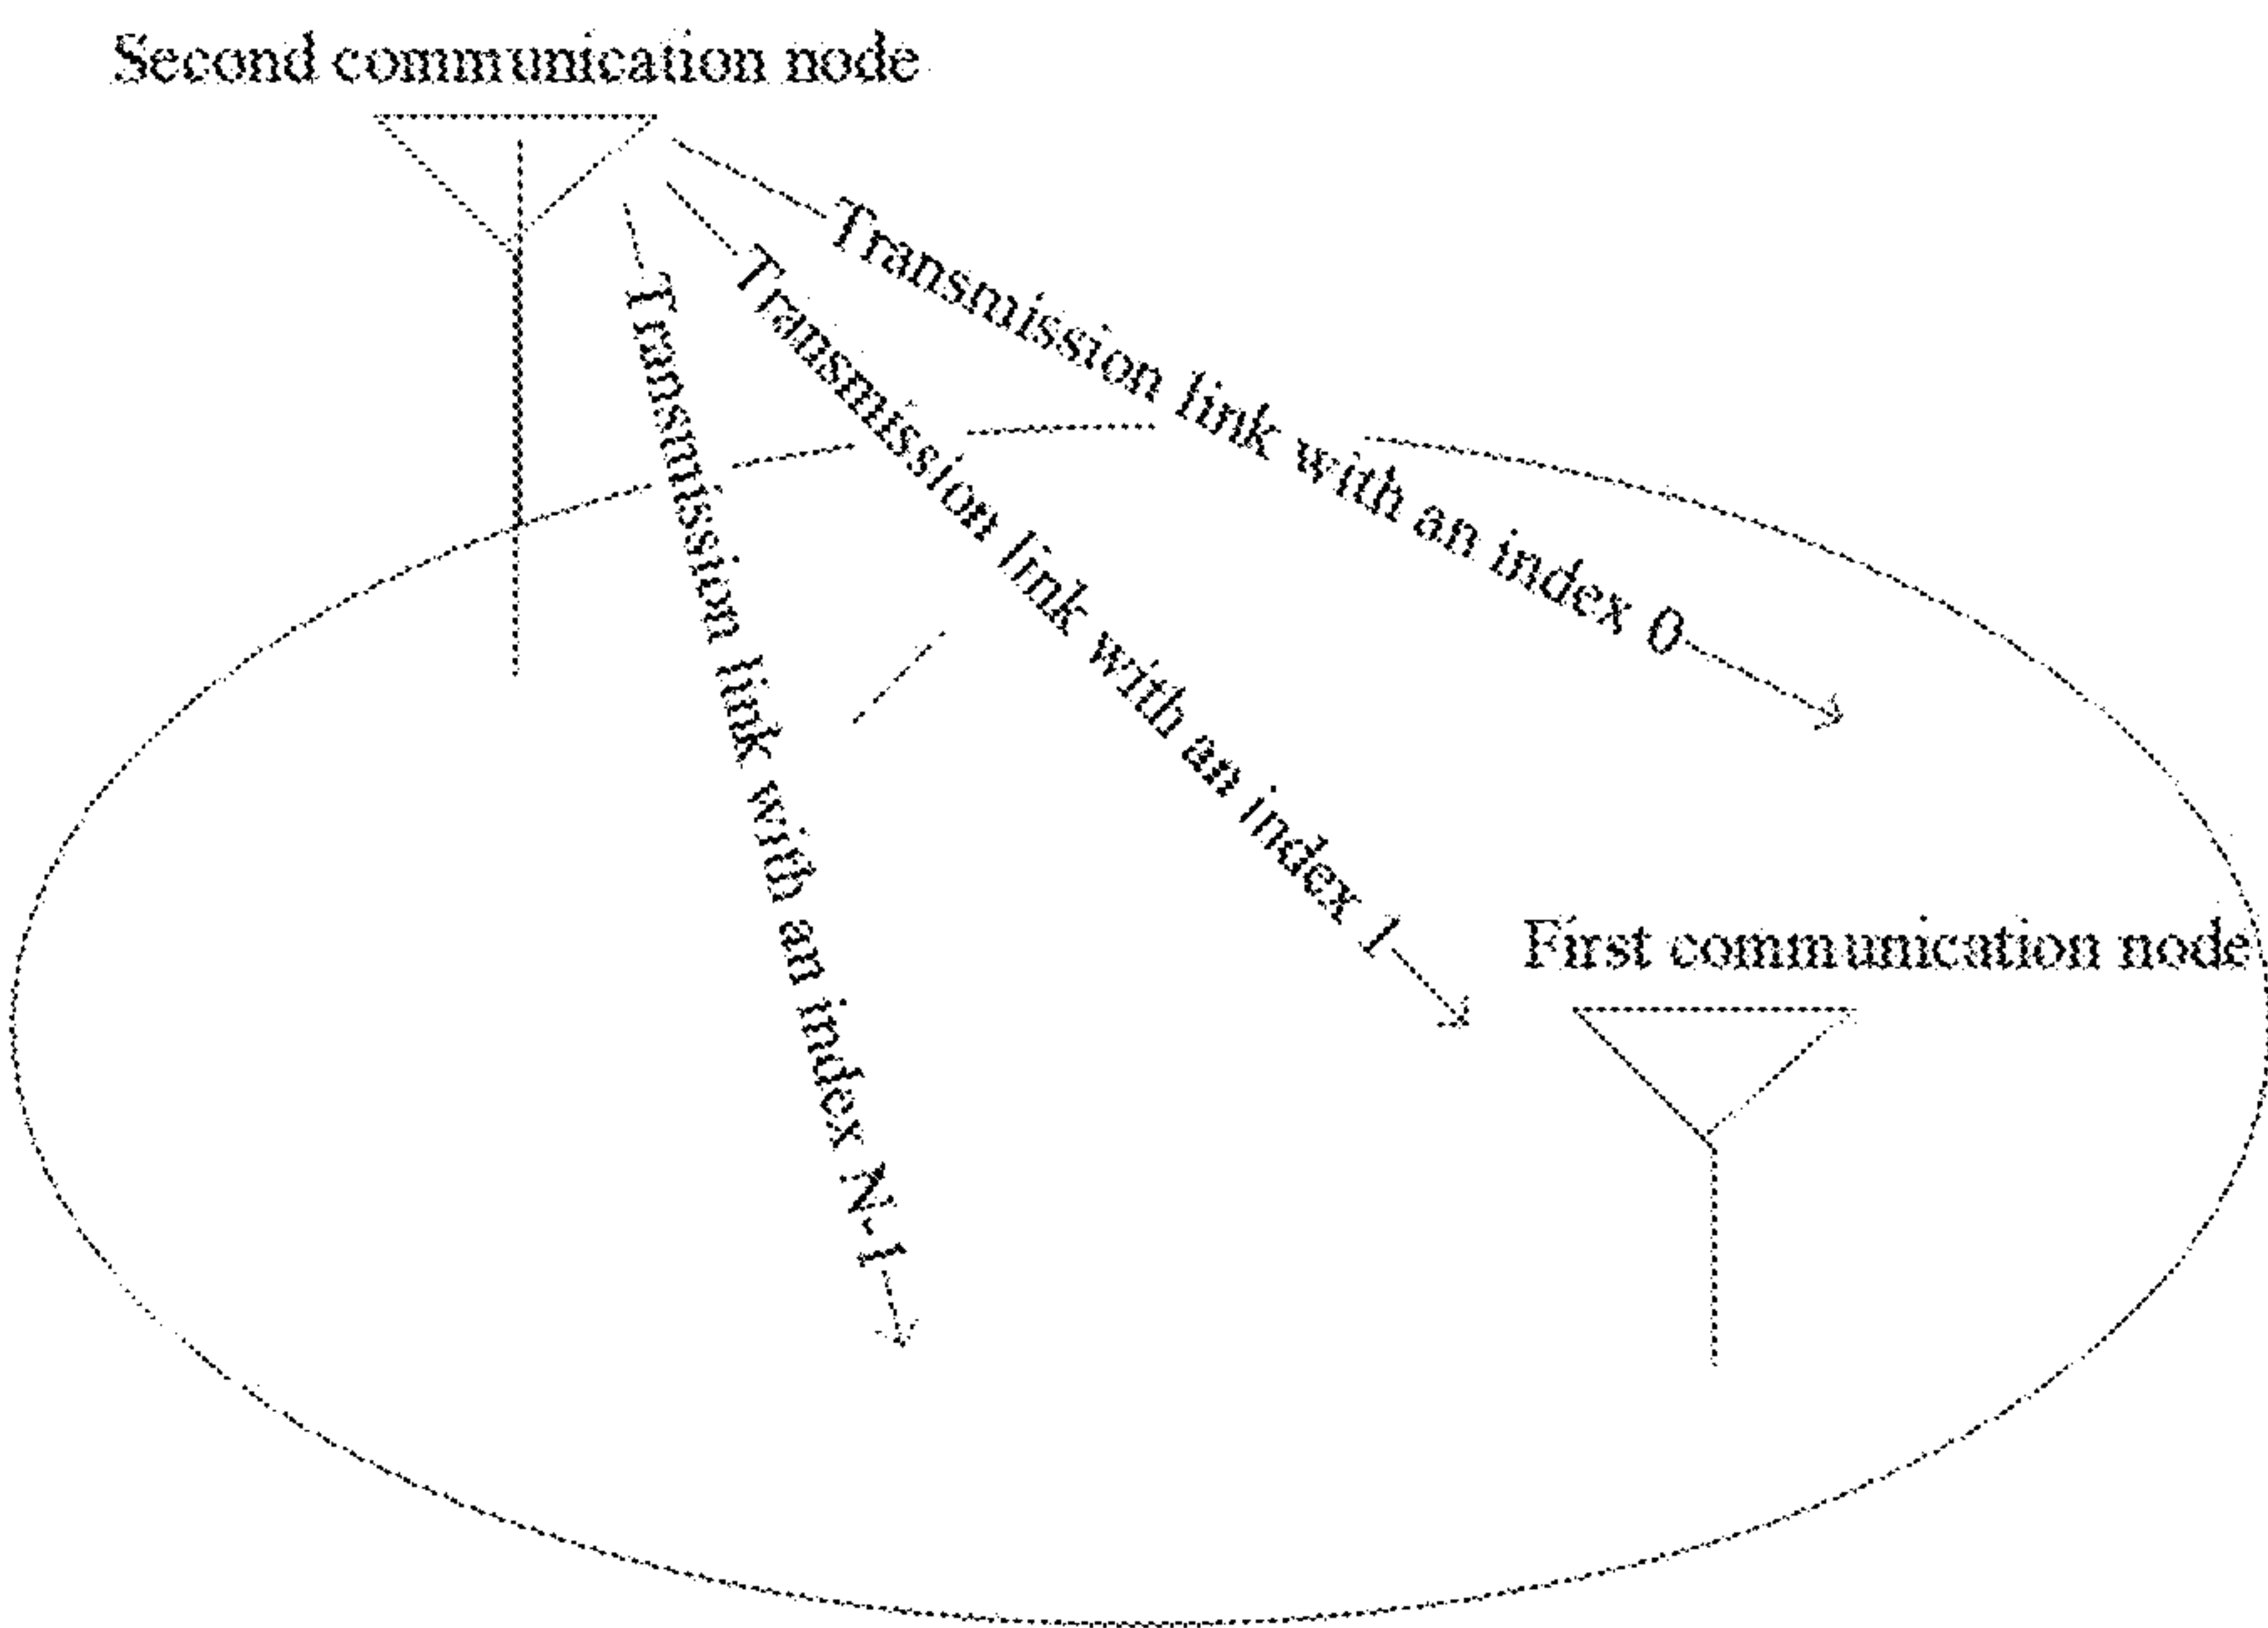 Second communication node
Transmission link with an index 0
Transmission link with an index 1
Transmission link with an index N-1
First communication node